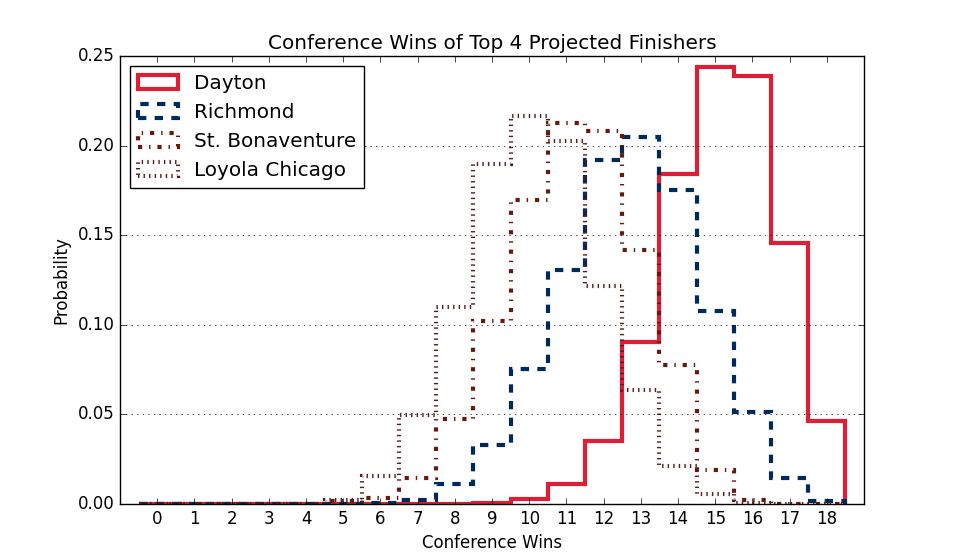 Conference Wins of Top 4 Projected Finishers
0.25
0.20
0.15
0.10
0.05
0.00
Probability
Dayton
Richmond
St. Bonaventure
Loyola Chicago
0 1 2 3 4 5 6 7 8 9 10 11 12 13 14 15 16 17 18
Conference Wins